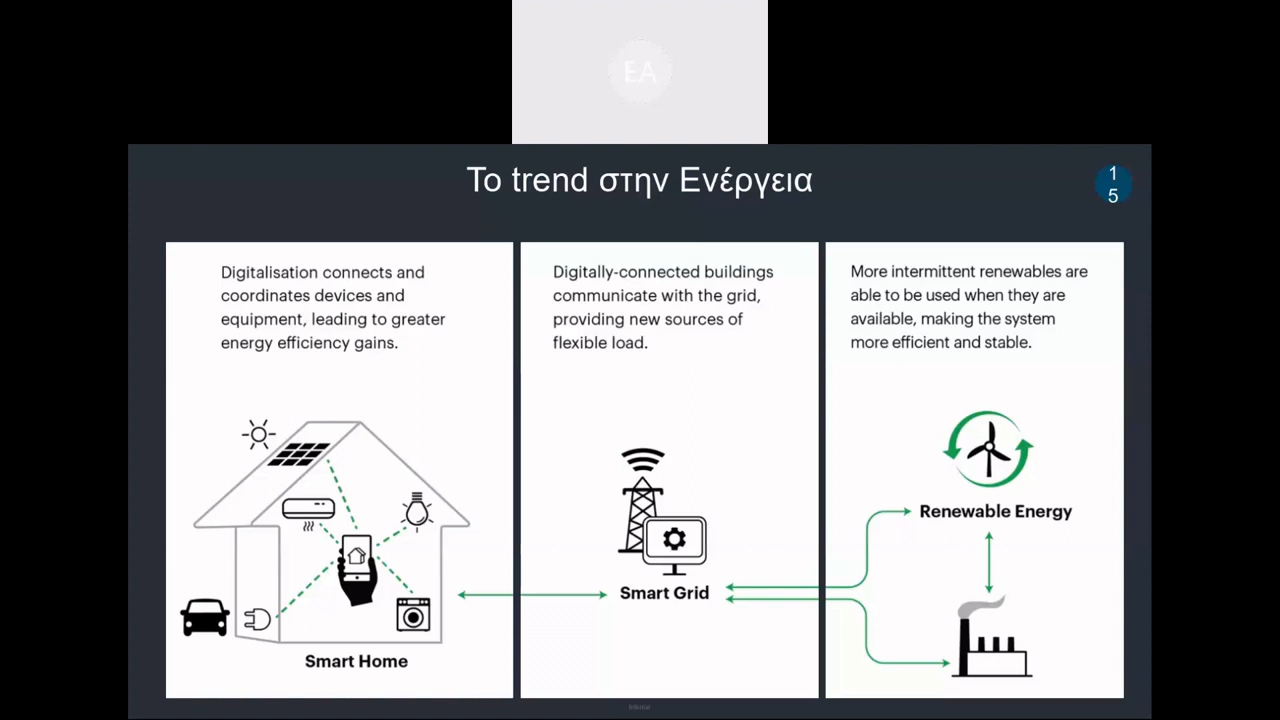 EA
Το trend στην Ενέργεια
1
5
Digitalisation connects and
coordinates devices and
equipment, leading to greater
energy efficiency gains.
Smart Home
Digitally-connected buildings
communicate with the grid,
providing new sources of
flexible load.
Smart Grid
More intermittent renewables are
able to be used when they are
available, making the system
more efficient and stable.
Renewable Energy